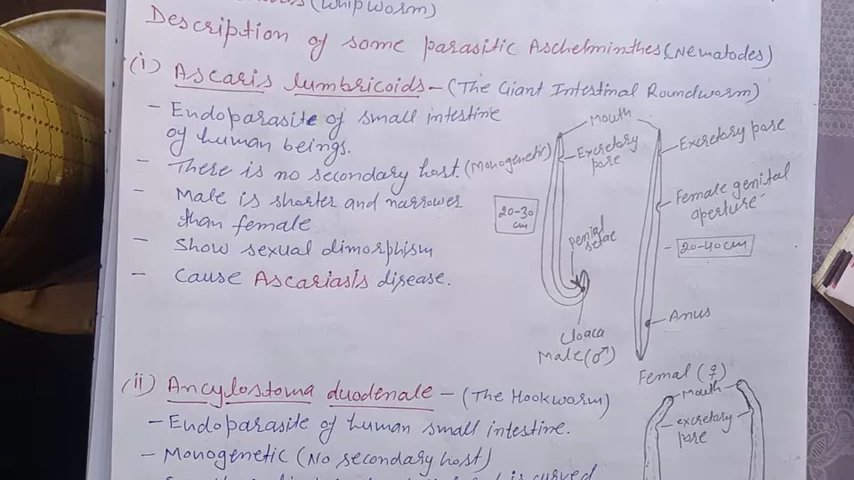 (Whipworm)
Description of some parasitic Aschelminthes (Nematodes)
(i) Ascaris lumbricoids - (The Giant Intestinal Roundworm)
- Endoparasite of small intestine
of human beings.
- There is no secondary host. (Monogenetic)
- Male is shorter and narrower
than female
- Show sexual dimorphism
- Cause Ascariasis disease.
Mouth
Excretory
pore
Excretory pore
Female genital
aperture
20-30
cm
20-40 cm
penial
setae
Anus
Cloaca
Male (♂)
Femal (♀)
(ii) Ancylostoma duodenale - (The Hookworm)
- Endoparasite of human small intestine.
- Monogenetic (No secondary host)
is curved
Mouth
excretory
pore